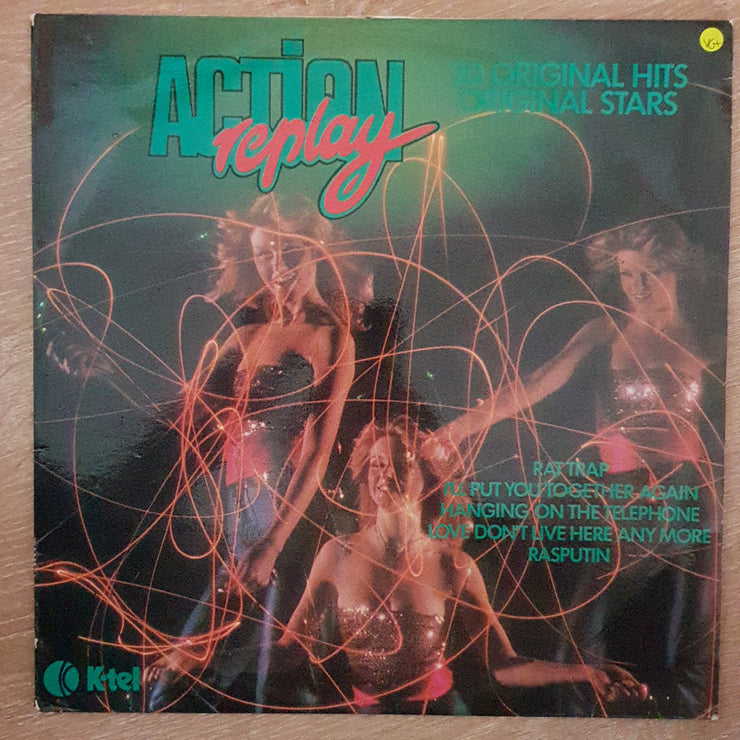 ACTION
replay
20 ORIGINAL HITS
ORIGINAL STARS
VG+
RAT TRAP
I'LL PUT YOU TOGETHER AGAIN
HANGING ON THE TELEPHONE
LOVE DON'T LIVE HERE ANY MORE
RASPUTIN
K-tel